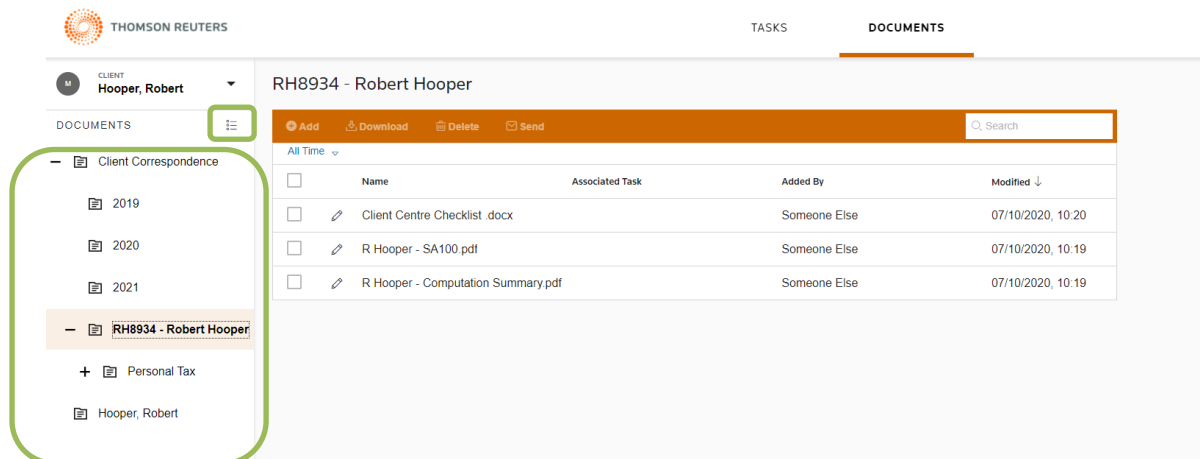 THOMSON REUTERS
TASKS
DOCUMENTS
M
CLIENT
Hooper, Robert
DOCUMENTS
Client Correspondence
2019
2020
2021
RH8934 - Robert Hooper
Personal Tax
Hooper, Robert
RH8934 - Robert Hooper
Add Download Delete Send Search
All Time
Name Associated Task Added By Modified
Client Centre Checklist .docx Someone Else 07/10/2020, 10:20
R Hooper - SA100.pdf Someone Else 07/10/2020, 10:19
R Hooper - Computation Summary.pdf Someone Else 07/10/2020, 10:19